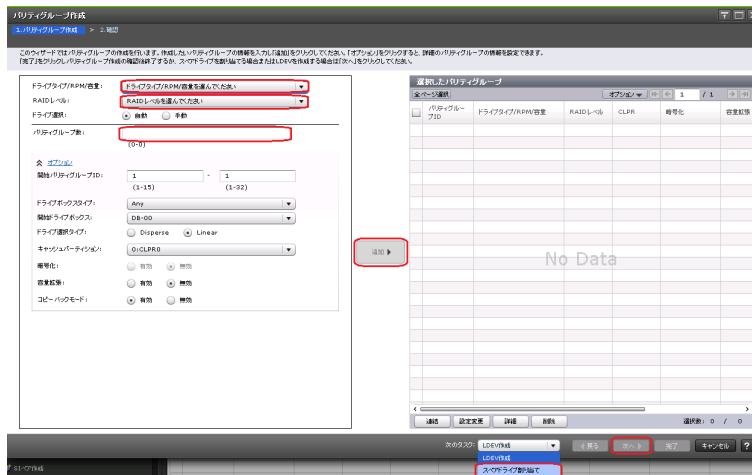 パリティグループ作成
1.パリティグループ作成 > 2.確認
このウィザードではパリティグループの作成を行います。作成したいパリティグループの情報を入力し「追加」をクリックしてください。「オプション」をクリックすると、詳細のパリティグループの情報を設定できます。
「完了」をクリックしパリティグループ作成の確認後終了するか、スペアドライブを割り当てる場合またはLDEVを作成する場合は「次へ」をクリックしてください。
ドライブタイプ/RPM/容量: ドライブタイプ/RPM/容量を選んでください
RAIDレベル: RAIDレベルを選んでください
ドライブ選択: 自動 手動
パリティグループ数:
(0-0)
オプション
開始パリティグループID: 1 - 1
(1-15) (1-32)
ドライブボックスタイプ: Any
開始ドライブボックス: DB-00
ドライブ選択タイプ: Disperse Linear
キャッシュパーティション: 0:CLPR0
暗号化: 有効 無効
容量拡張: 有効 無効
コピーバックモード: 有効 無効
追加
選択したパリティグループ
全ページ選択 オプション 1 / 1
パリティグループID ドライブタイプ/RPM/容量 RAIDレベル CLPR 暗号化 容量拡張
No Data
連結 設定変更 詳細 削除 選択数: 0 / 0
次のタスク: LDEV作成 戻る 次へ 完了 キャンセル ?
LDEV作成
スペアドライブ割り当て